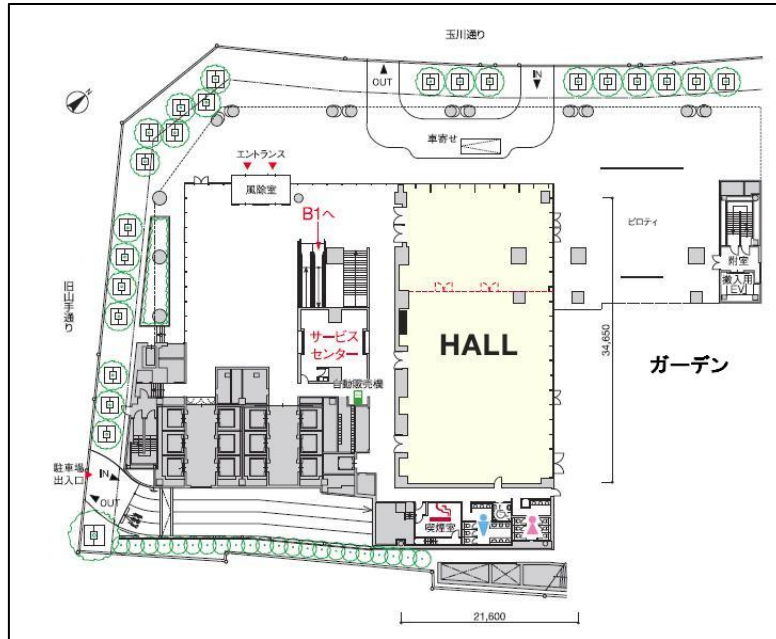 玉川通り
N
OUT
IN
車寄せ
エントランス
風除室
B1へ
ピロティ
附室
搬入用
EV
旧山手通り
サービス
センター
HALL
34,650
ガーデン
自動販売機
駐車場
出入口
IN
OUT
喫煙室
21,600